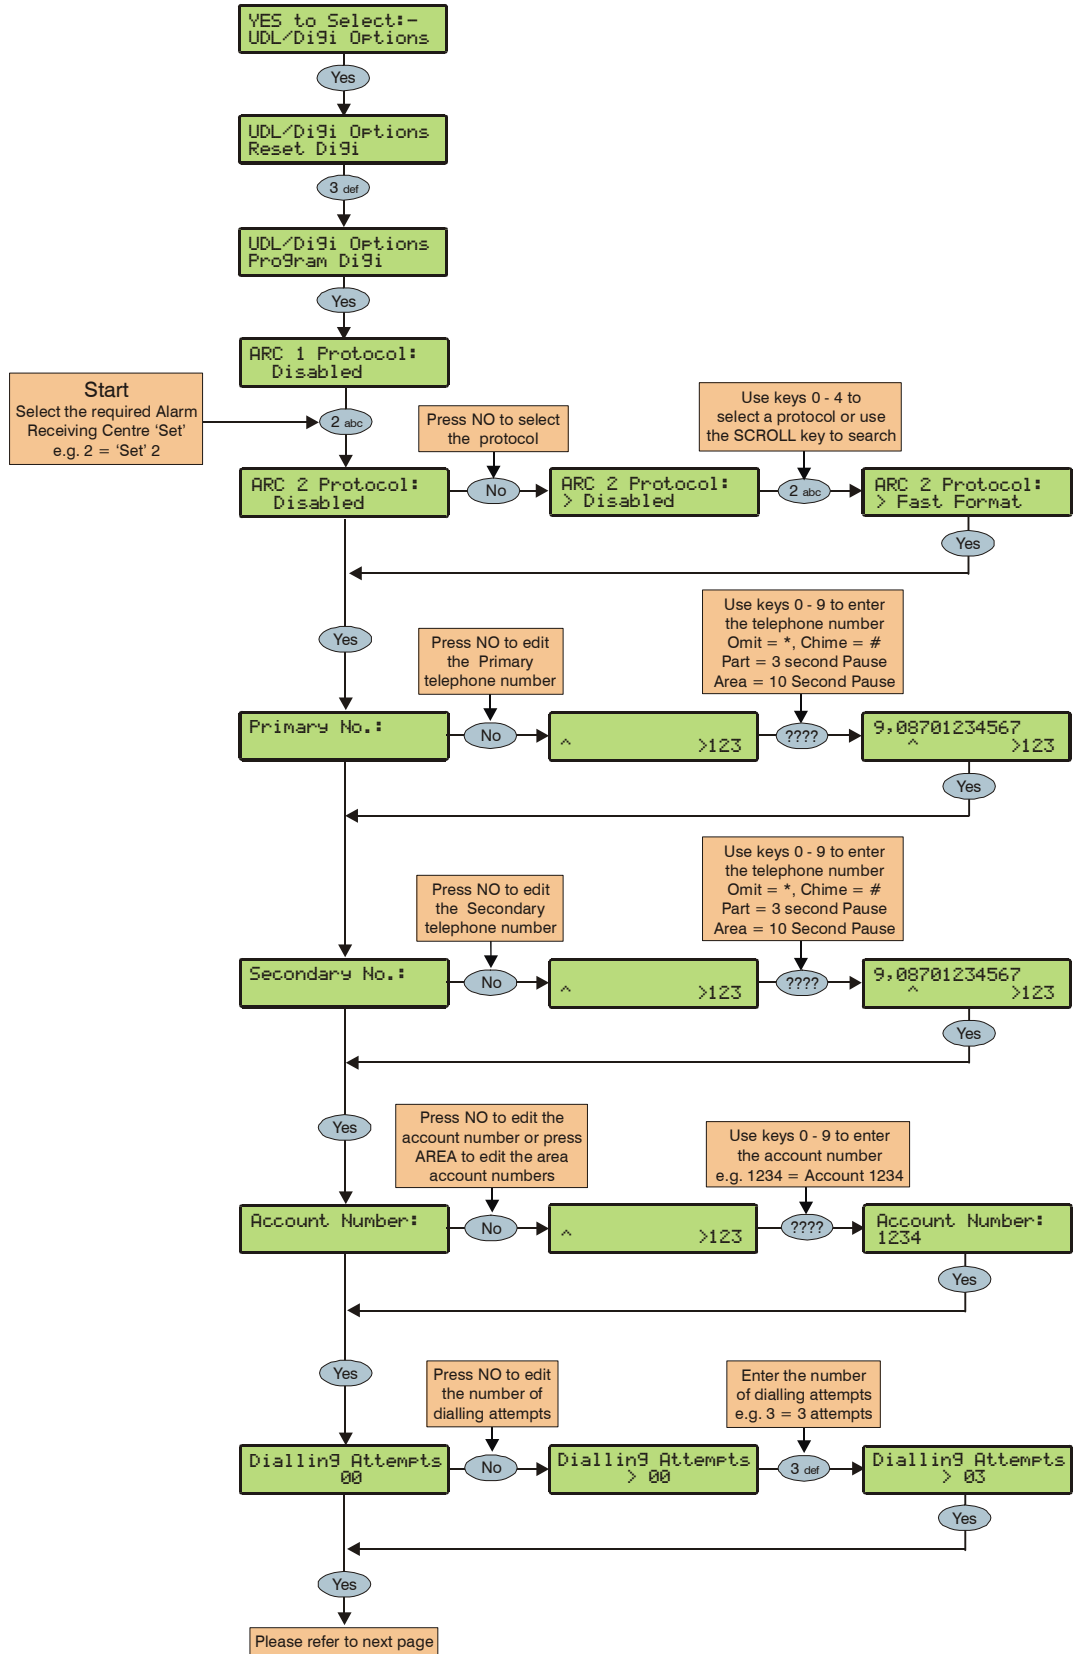 YES to Select:-
UDL/Digi Options
Yes
UDL/Digi Options
Reset Digi
3 def
UDL/Digi Options
Program Digi
Yes
ARC 1 Protocol:
Disabled
Start
Select the required Alarm
Receiving Centre ‘Set’
e.g. 2 = ‘Set’ 2
2 abc
Press NO to select
the protocol
Use keys 0 - 4 to
select a protocol or use
the SCROLL key to search
ARC 2 Protocol:
Disabled
No
ARC 2 Protocol:
> Disabled
2 abc
ARC 2 Protocol:
> Fast Format
Yes
Yes
Press NO to edit
the Primary
telephone number
Use keys 0 - 9 to enter
the telephone number
Omit = *, Chime = #
Part = 3 second Pause
Area = 10 Second Pause
Primary No.:
No
^ >123
????
9,08701234567
^ >123
Yes
Press NO to edit
the Secondary
telephone number
Use keys 0 - 9 to enter
the telephone number
Omit = *, Chime = #
Part = 3 second Pause
Area = 10 Second Pause
Secondary No.:
No
^ >123
????
9,08701234567
^ >123
Yes
Yes
Press NO to edit the
account number or press
AREA to edit the area
account numbers
Use keys 0 - 9 to enter
the account number
e.g. 1234 = Account 1234
Account Number:
No
^ >123
????
Account Number:
1234
Yes
Yes
Press NO to edit
the number of
dialling attempts
Enter the number
of dialling attempts
e.g. 3 = 3 attempts
Dialling Attempts
00
No
Dialling Attempts
> 00
3 def
Dialling Attempts
> 03
Yes
Yes
Please refer to next page